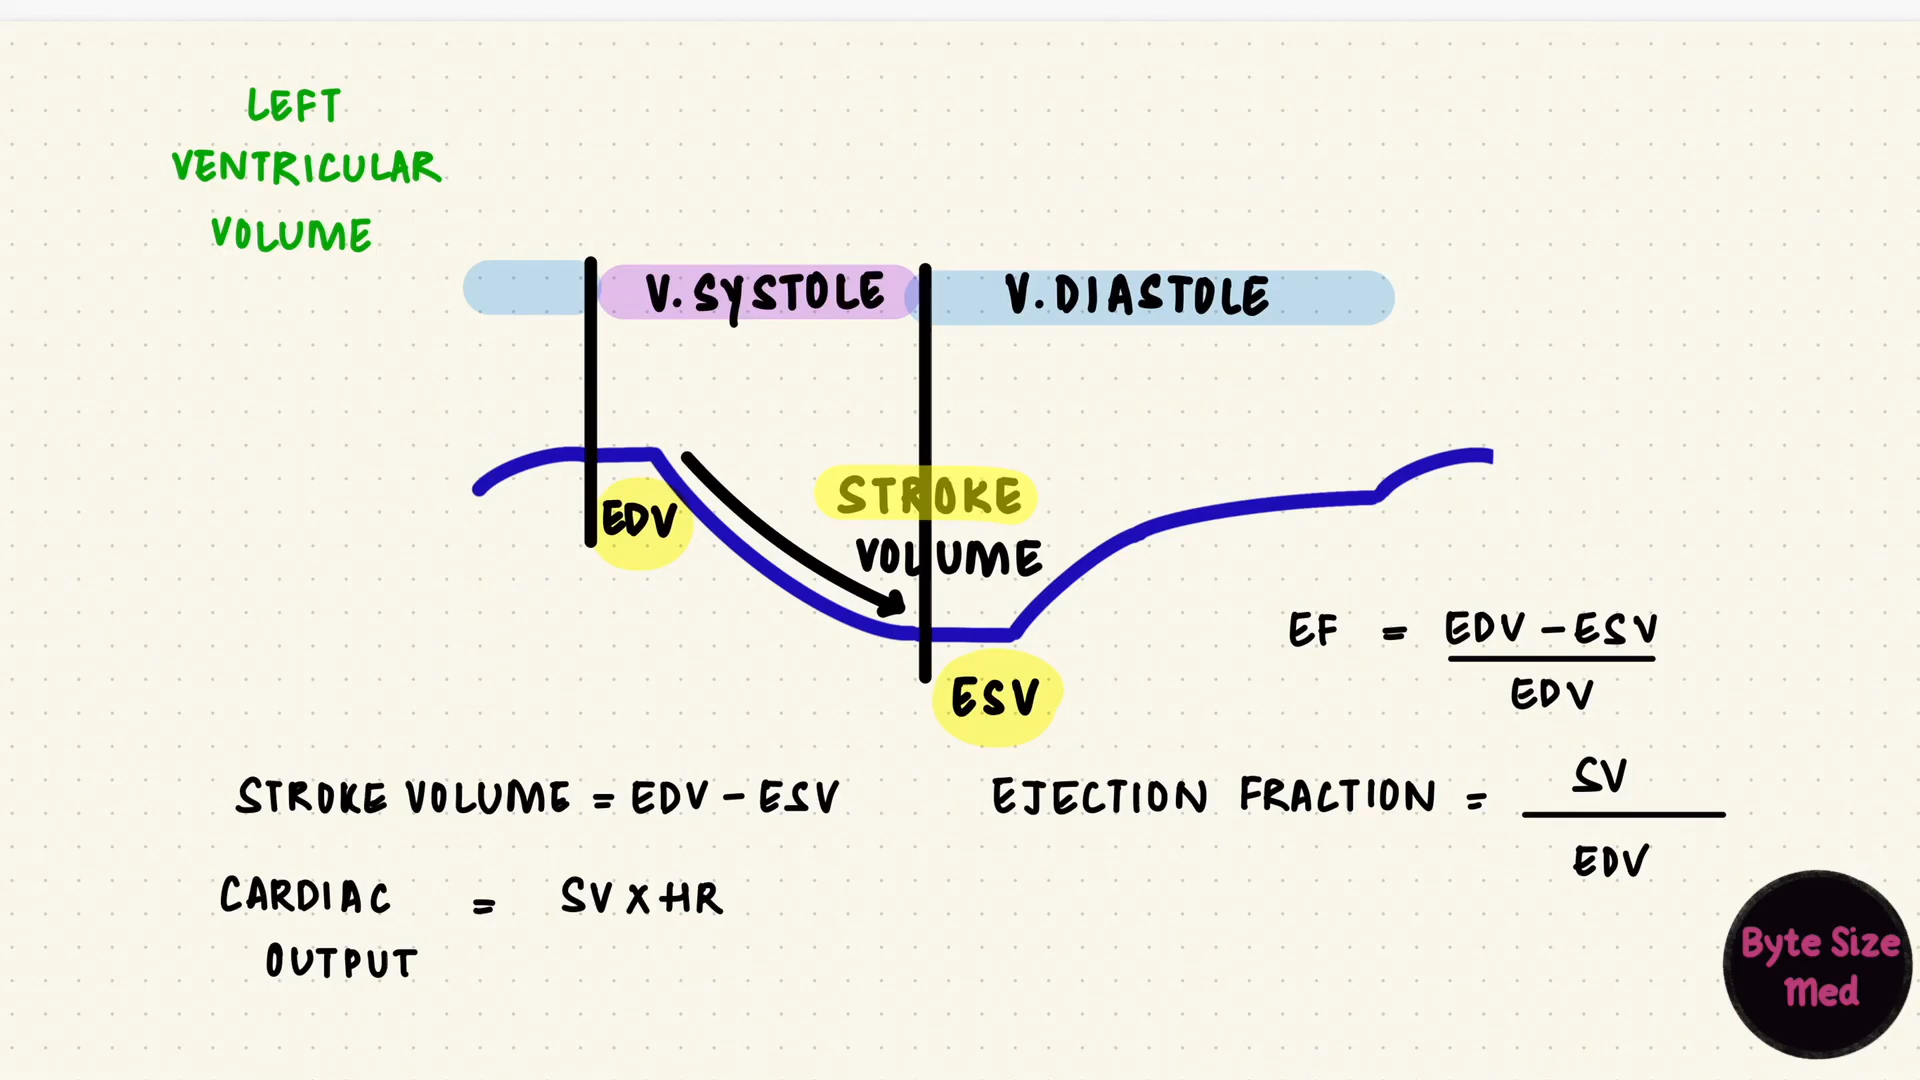 LEFT
VENTRICULAR
VOLUME
V. SYSTOLE
V. DIASTOLE
EDV
STROKE
VOLUME
ESV
EF = EDV - ESV
EDV
STROKE VOLUME = EDV - ESV
EJECTION FRACTION = SV
EDV
CARDIAC = SV X HR
OUTPUT
Byte Size
Med